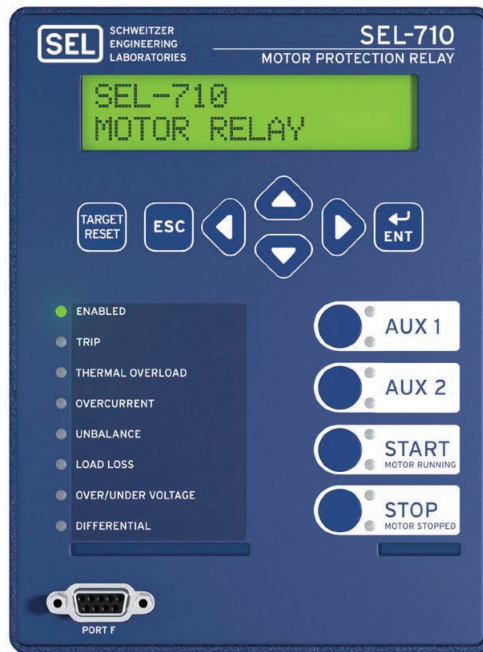 SEL
SCHWEITZER
ENGINEERING
LABORATORIES
SEL-710
MOTOR PROTECTION RELAY
SEL-710
MOTOR RELAY
TARGET
RESET
ESC
ENT
ENABLED
TRIP
THERMAL OVERLOAD
OVERCURRENT
UNBALANCE
LOAD LOSS
OVER/UNDER VOLTAGE
DIFFERENTIAL
AUX 1
AUX 2
START
MOTOR RUNNING
STOP
MOTOR STOPPED
PORT F